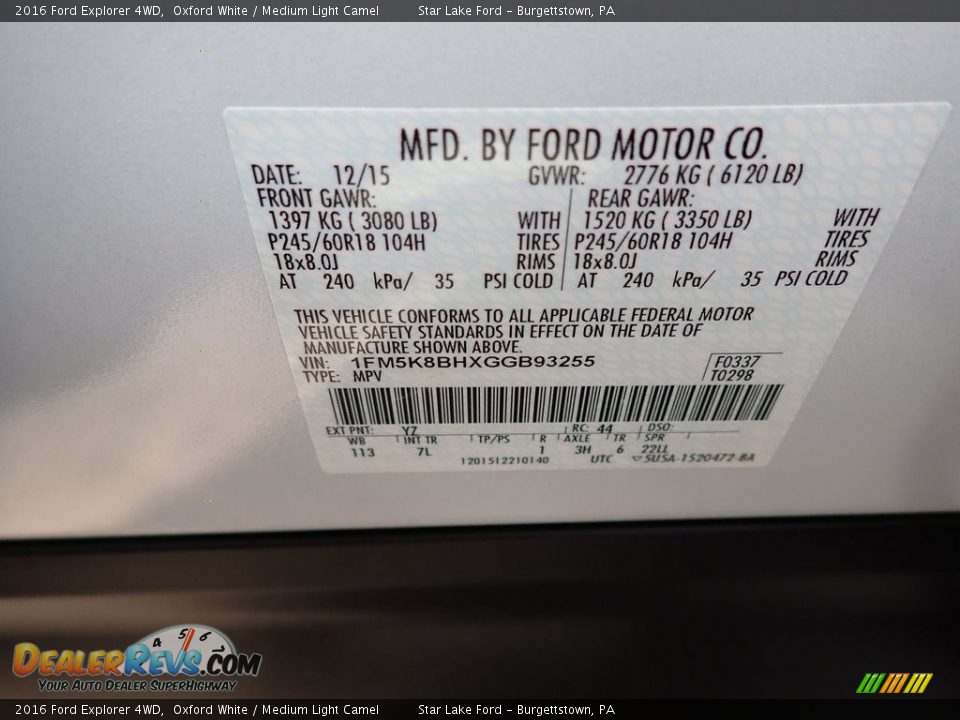 2016 Ford Explorer 4WD, Oxford White / Medium Light Camel Star Lake Ford - Burgettstown, PA
MFD. BY FORD MOTOR CO.
DATE: 12/15 GVWR: 2776 KG ( 6120 LB)
FRONT GAWR: REAR GAWR:
1397 KG ( 3080 LB) WITH 1520 KG ( 3350 LB) WITH
P245/60R18 104H TIRES P245/60R18 104H TIRES
18x8.0J RIMS 18x8.0J RIMS
AT 240 kPa/ 35 PSI COLD AT 240 kPa/ 35 PSI COLD
THIS VEHICLE CONFORMS TO ALL APPLICABLE FEDERAL MOTOR
VEHICLE SAFETY STANDARDS IN EFFECT ON THE DATE OF
MANUFACTURE SHOWN ABOVE.
VIN: 1FM5K8BHXGGB93255 F0337
TYPE: MPV T0298
EXT PNT: YZ RC: 44 DSO:
WB INT TR TP/PS R AXLE TR SPR
113 7L 1 3H 6 22LL
1201512210140 UTC ▽5USA-1520472-BA
4 5 6
DEALERREVS.COM
YOUR AUTO DEALER SUPERHIGHWAY
2016 Ford Explorer 4WD, Oxford White / Medium Light Camel Star Lake Ford - Burgettstown, PA